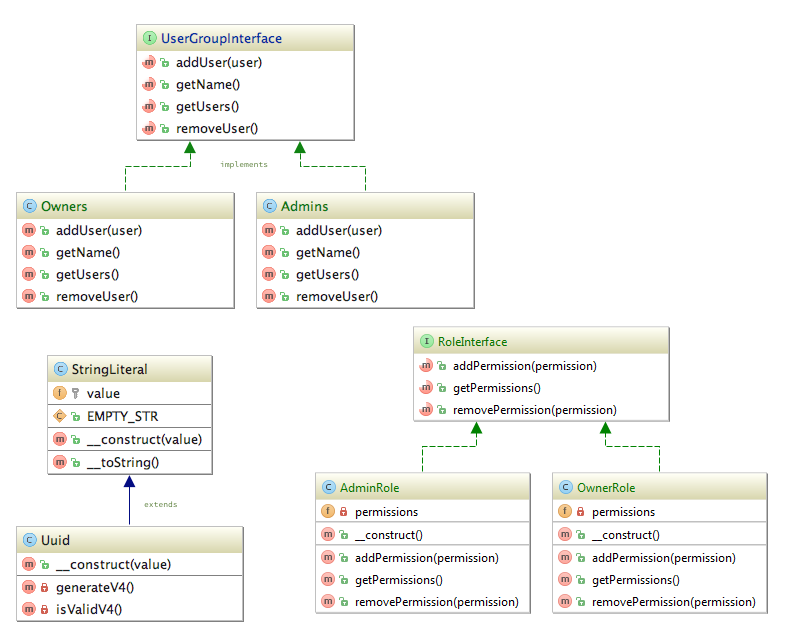 UserGroupInterface
addUser(user)
getName()
getUsers()
removeUser()
implements
Owners
addUser(user)
getName()
getUsers()
removeUser()
Admins
addUser(user)
getName()
getUsers()
removeUser()
RoleInterface
addPermission(permission)
getPermissions()
removePermission(permission)
StringLiteral
value
EMPTY_STR
__construct(value)
__toString()
extends
Uuid
__construct(value)
generateV4()
isValidV4()
AdminRole
permissions
__construct()
addPermission(permission)
getPermissions()
removePermission(permission)
OwnerRole
permissions
__construct()
addPermission(permission)
getPermissions()
removePermission(permission)